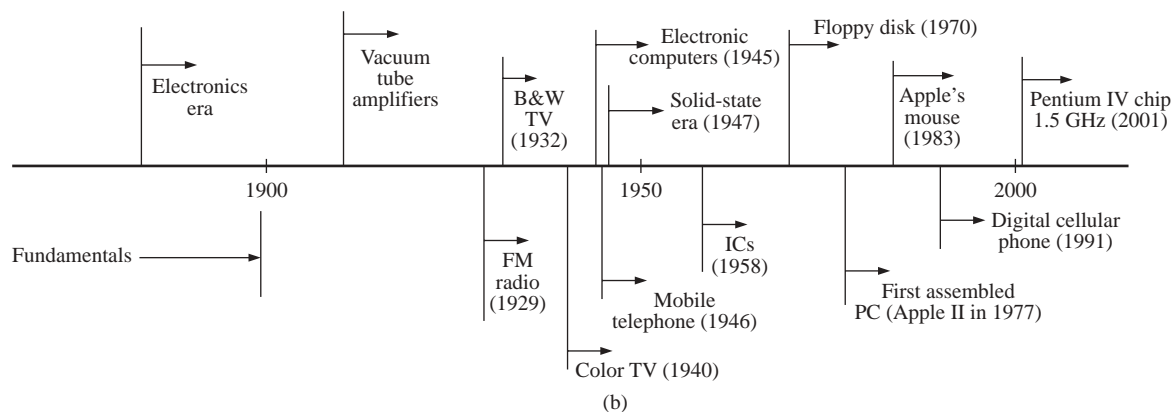 Electronics
era
Vacuum
tube
amplifiers
B&W
TV
(1932)
Electronic
computers (1945)
Solid-state
era (1947)
Floppy disk (1970)
Apple's
mouse
(1983)
Pentium IV chip
1.5 GHz (2001)
1900
1950
2000
Fundamentals
FM
radio
(1929)
Color TV (1940)
Mobile
telephone (1946)
ICs
(1958)
First assembled
PC (Apple II in 1977)
Digital cellular
phone (1991)
(b)